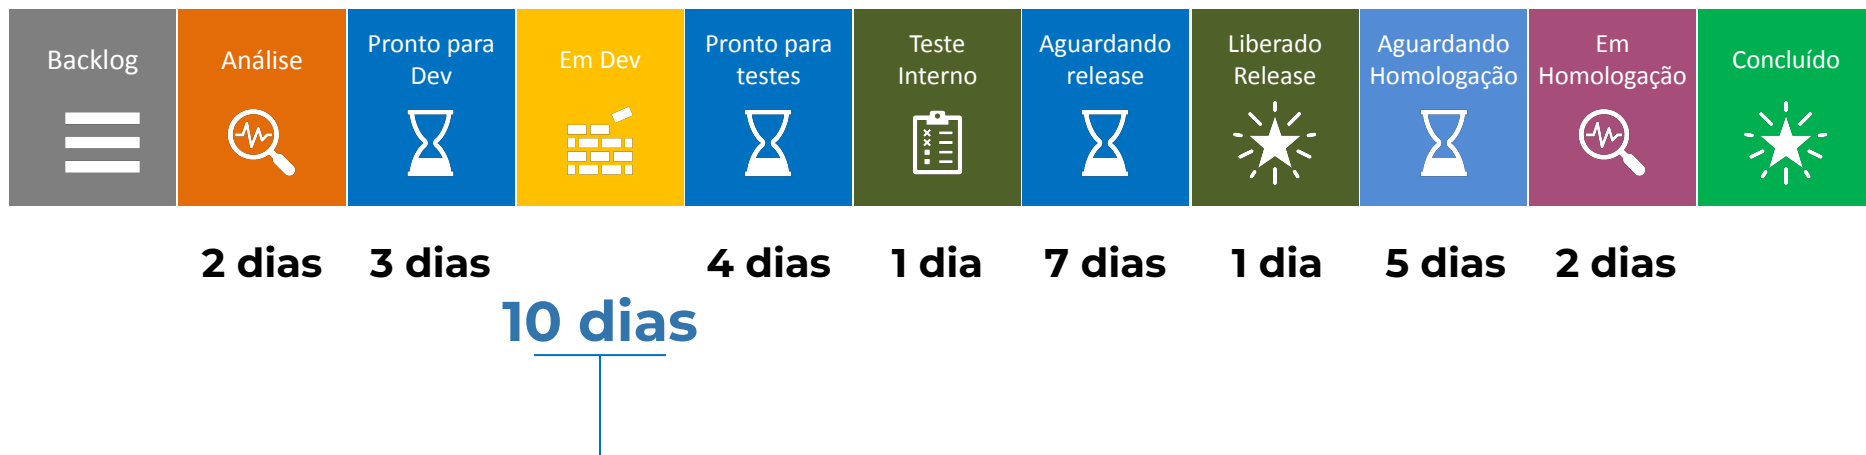 Backlog
Análise
Pronto para
Dev
Em Dev
Pronto para
testes
Teste
Interno
Aguardando
release
Liberado
Release
Aguardando
Homologação
Em
Homologação
Concluído
2 dias
3 dias
4 dias
1 dia
7 dias
1 dia
5 dias
2 dias
10 dias